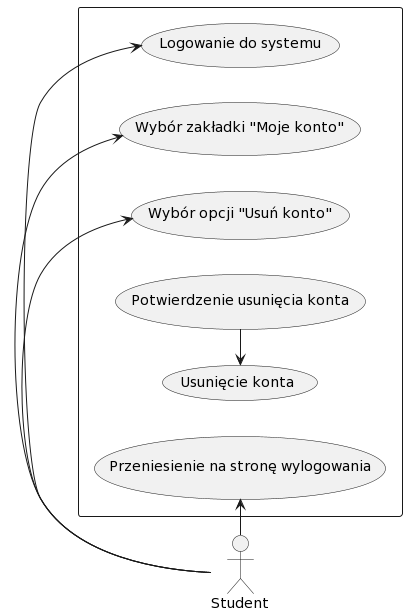 Logowanie do systemu
Wybór zakładki "Moje konto"
Wybór opcji "Usuń konto"
Potwierdzenie usunięcia konta
Usunięcie konta
Przeniesienie na stronę wylogowania
Student